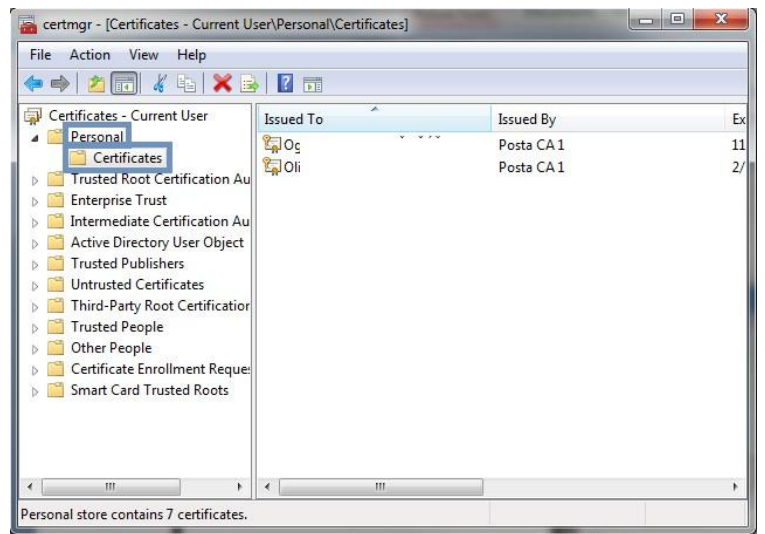 certmgr - [Certificates - Current User\Personal\Certificates]
File Action View Help
Certificates - Current User
Personal
Certificates
Trusted Root Certification Au
Enterprise Trust
Intermediate Certification Au
Active Directory User Object
Trusted Publishers
Untrusted Certificates
Third-Party Root Certification
Trusted People
Other People
Certificate Enrollment Reque
Smart Card Trusted Roots
Issued To Issued By Ex
Og Posta CA 1 11
Oli Posta CA 1 2/
Personal store contains 7 certificates.